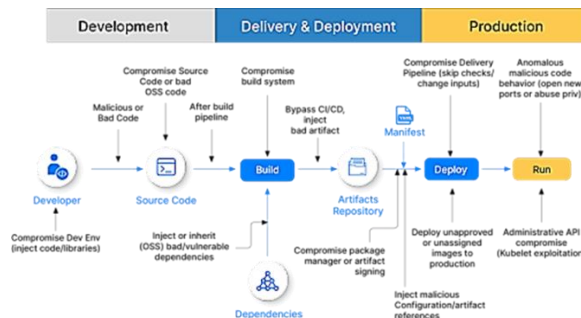 Development
Delivery & Deployment
Production
Compromise Source
Code or bad
OSS code
Compromise
build system
Compromise Delivery
Pipeline (skip checks/
change inputs)
Anomalous
malicious code
behavior (open new
ports or abuse priv)
Malicious or
Bad Code
After build
pipeline
Bypass CI/CD,
inject
bad artifact
Manifest
Developer
Source Code
Build
Artifacts
Repository
Deploy
Run
Compromise Dev Env
(inject code/libraries)
Inject or inherit
(OSS) bad/vulnerable
dependencies
Compromise package
manager or artifact
signing
Deploy unapproved
or unassigned
images to
production
Administrative API
compromise
(Kubelet exploitation)
Inject malicious
Configuration/artifact
references
Dependencies